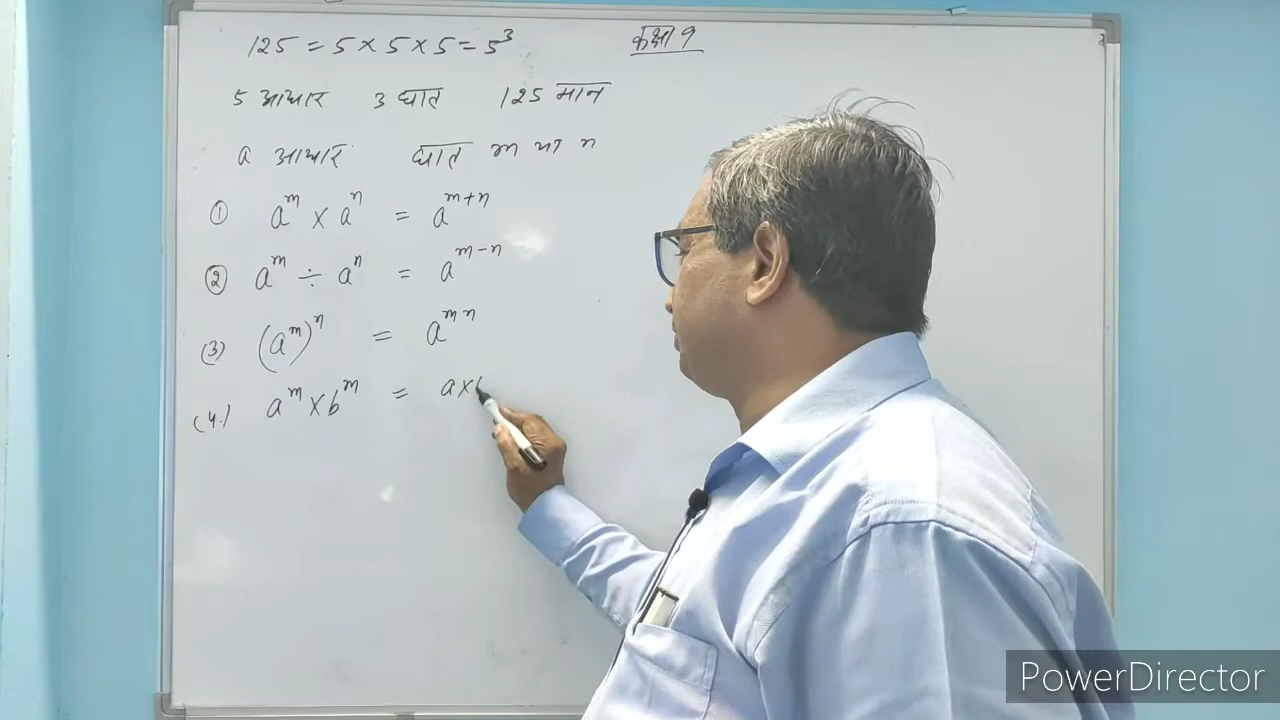 125 = 5 × 5 × 5 = 5³ कक्षा 9
5 आधार 3 घात 125 मान
a आधार घात m या n
① aᵐ × aⁿ = aᵐ⁺ⁿ
② aᵐ ÷ aⁿ = aᵐ⁻ⁿ
(3) (aᵐ)ⁿ = aᵐⁿ
(4.) aᵐ × bᵐ = a×
PowerDirector